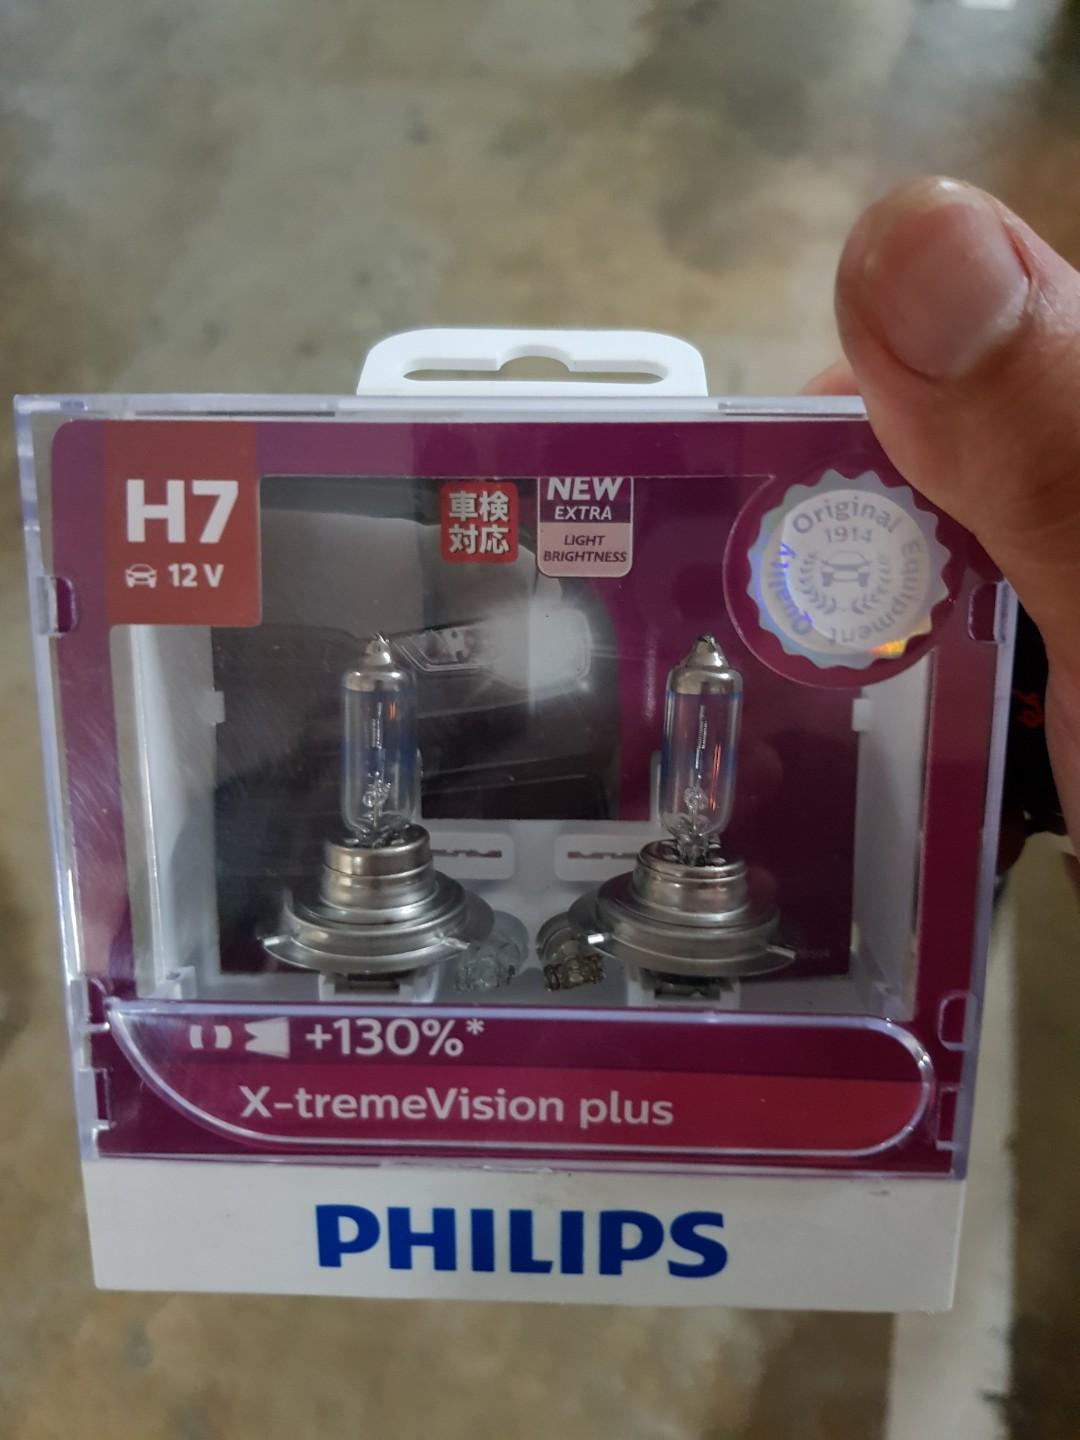 H7
12 V
車検
対応
NEW
EXTRA
LIGHT
BRIGHTNESS
Original Equipment Quality
1914
+130%*
X-tremeVision plus
PHILIPS